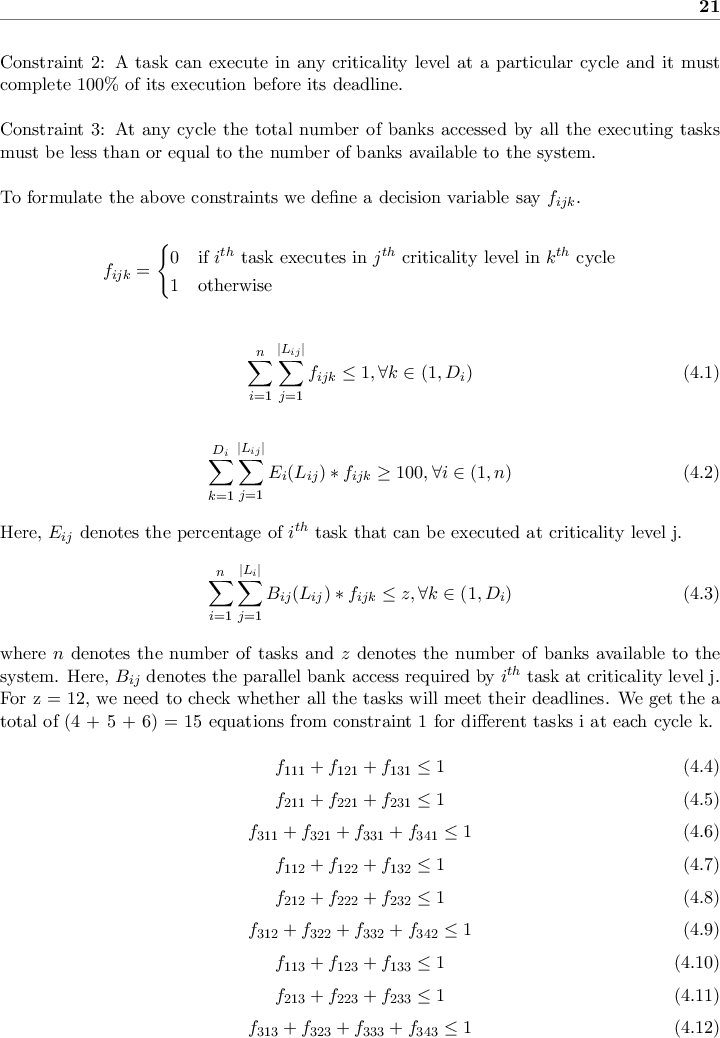 21
Constraint 2: A task can execute in any criticality level at a particular cycle and it must
complete 100% of its execution before its deadline.
Constraint 3: At any cycle the total number of banks accessed by all the executing tasks
must be less than or equal to the number of banks available to the system.
To formulate the above constraints we define a decision variable say $f_{ijk}$.
$f_{ijk} = \begin{cases} 0 & \text{if } i^{th} \text{ task executes in } j^{th} \text{ criticality level in } k^{th} \text{ cycle} \\ 1 & \text{otherwise} \end{cases}$
$\sum_{i=1}^{n} \sum_{j=1}^{|L_{ij}|} f_{ijk} \leq 1, \forall k \in (1, D_i)$ (4.1)
$\sum_{k=1}^{D_i} \sum_{j=1}^{|L_{ij}|} E_i(L_{ij}) * f_{ijk} \geq 100, \forall i \in (1, n)$ (4.2)
Here, $E_{ij}$ denotes the percentage of $i^{th}$ task that can be executed at criticality level j.
$\sum_{i=1}^{n} \sum_{j=1}^{|L_i|} B_{ij}(L_{ij}) * f_{ijk} \leq z, \forall k \in (1, D_i)$ (4.3)
where $n$ denotes the number of tasks and $z$ denotes the number of banks available to the
system. Here, $B_{ij}$ denotes the parallel bank access required by $i^{th}$ task at criticality level j.
For z = 12, we need to check whether all the tasks will meet their deadlines. We get the a
total of (4 + 5 + 6) = 15 equations from constraint 1 for different tasks i at each cycle k.
$f_{111} + f_{121} + f_{131} \leq 1$ (4.4)
$f_{211} + f_{221} + f_{231} \leq 1$ (4.5)
$f_{311} + f_{321} + f_{331} + f_{341} \leq 1$ (4.6)
$f_{112} + f_{122} + f_{132} \leq 1$ (4.7)
$f_{212} + f_{222} + f_{232} \leq 1$ (4.8)
$f_{312} + f_{322} + f_{332} + f_{342} \leq 1$ (4.9)
$f_{113} + f_{123} + f_{133} \leq 1$ (4.10)
$f_{213} + f_{223} + f_{233} \leq 1$ (4.11)
$f_{313} + f_{323} + f_{333} + f_{343} \leq 1$ (4.12)